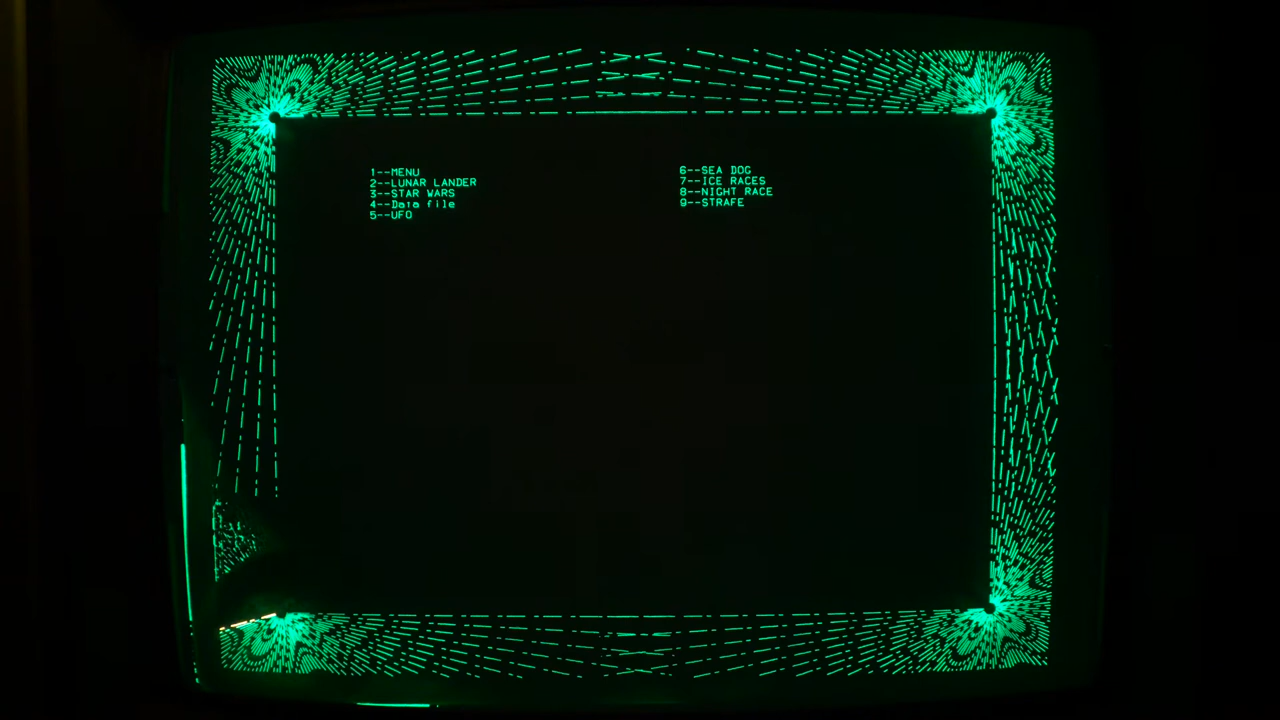 1--MENU
2--LUNAR LANDER
3--STAR WARS
4--Data file
5--UFO
6--SEA DOG
7--ICE RACES
8--NIGHT RACE
9--STRAFE